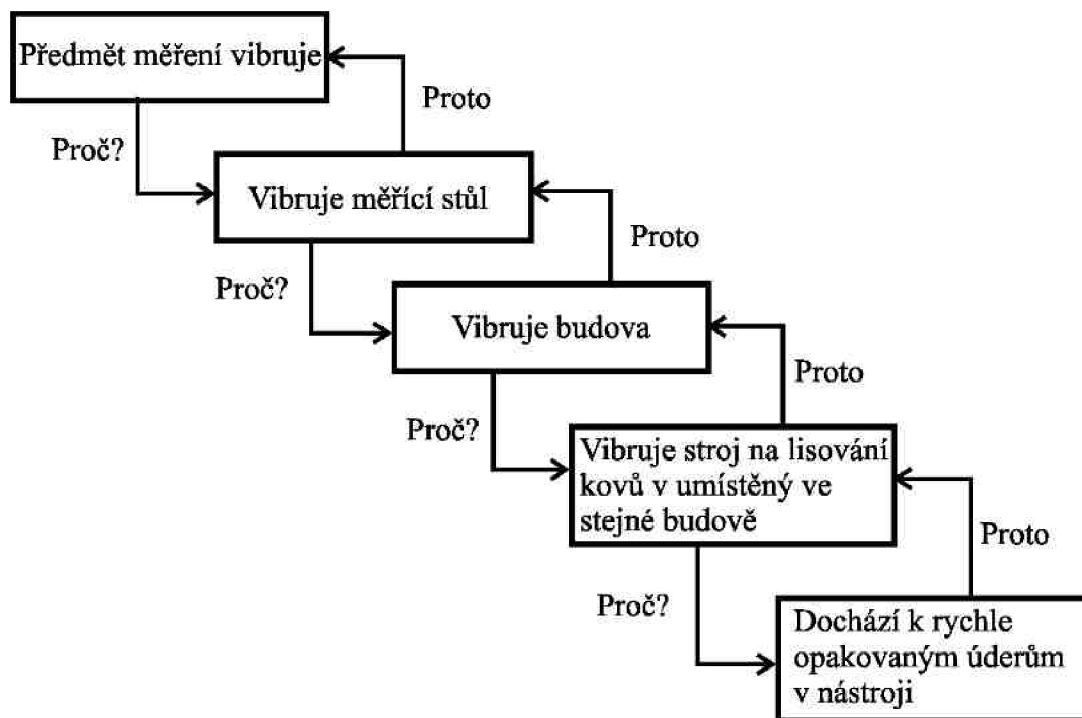 Předmět měření vibruje
Proto
Proč?
Vibruje měřící stůl
Proto
Proč?
Vibruje budova
Proto
Proč?
Vibruje stroj na lisování
kovů v umístěný ve
stejné budově
Proto
Proč?
Dochází k rychle
opakovaným úderům
v nástroji